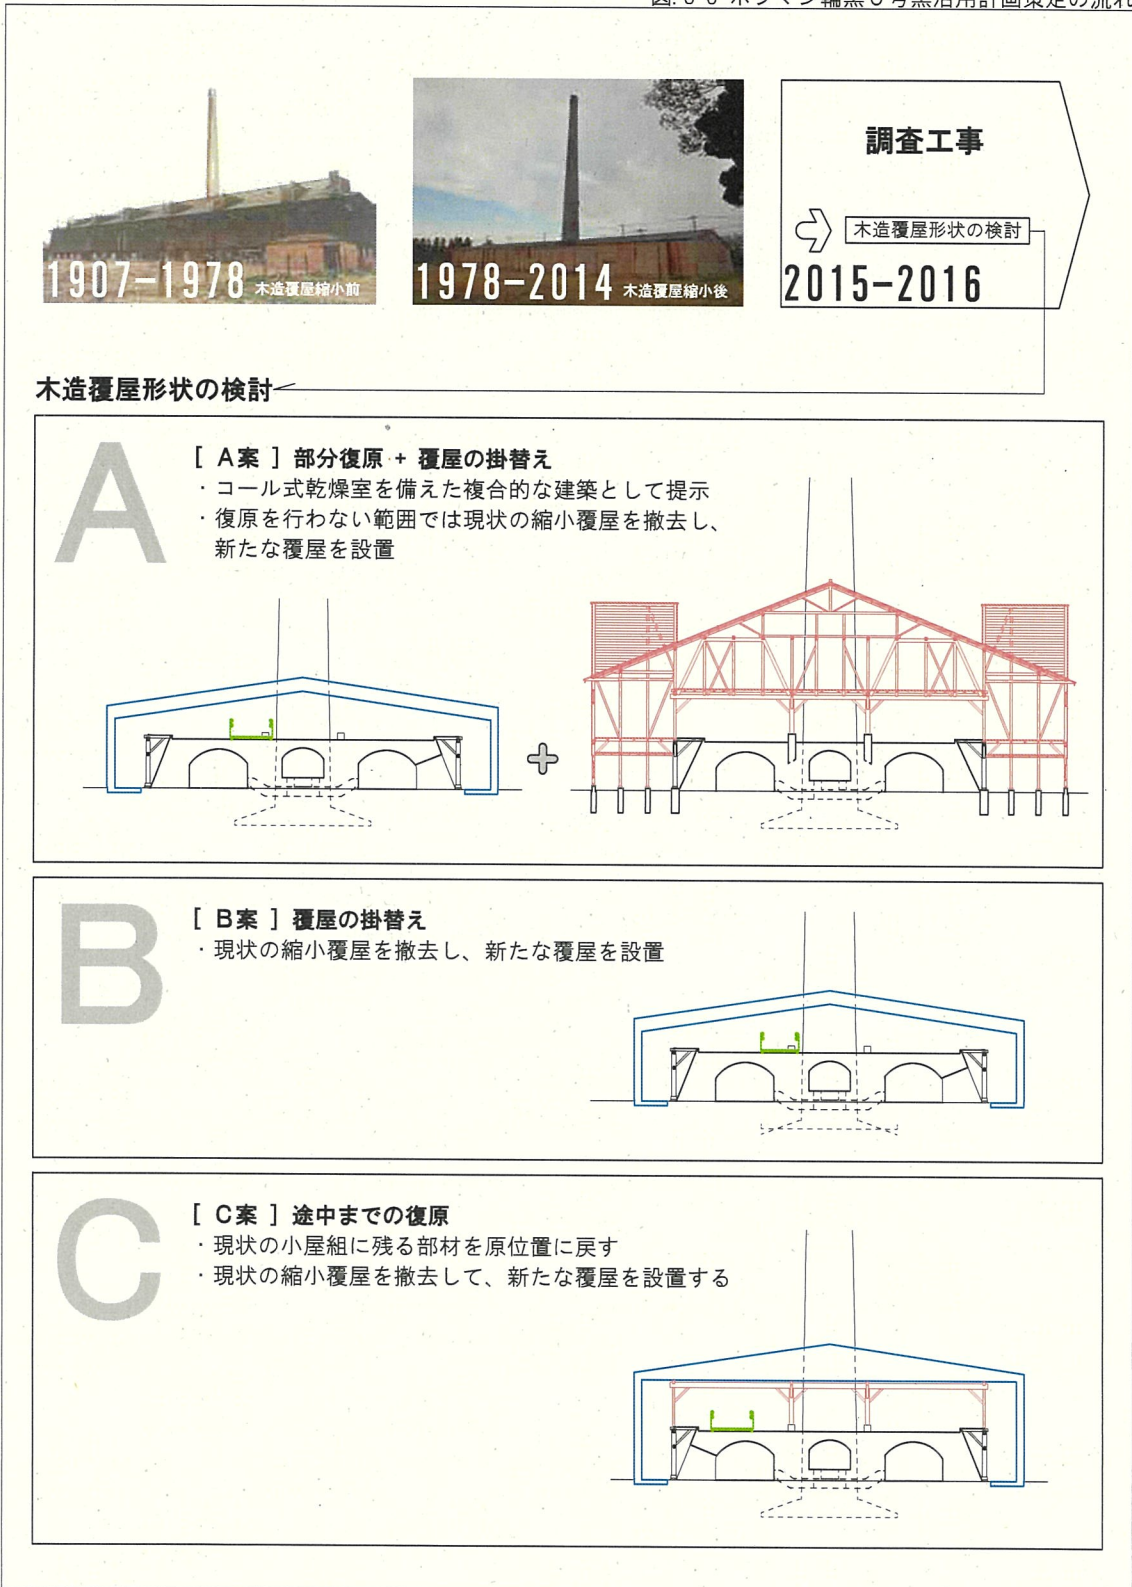 調査工事
木造覆屋形状の検討
1907-1978 木造覆屋縮小前
1978-2014 木造覆屋縮小後
2015-2016
木造覆屋形状の検討
A
[ A案 ] 部分復原 + 覆屋の掛替え
・コール式乾燥室を備えた複合的な建築として提示
・復原を行わない範囲では現状の縮小覆屋を撤去し、
新たな覆屋を設置
B
[ B案 ] 覆屋の掛替え
・現状の縮小覆屋を撤去し、新たな覆屋を設置
C
[ C案 ] 途中までの復原
・現状の小屋組に残る部材を原位置に戻す
・現状の縮小覆屋を撤去して、新たな覆屋を設置する